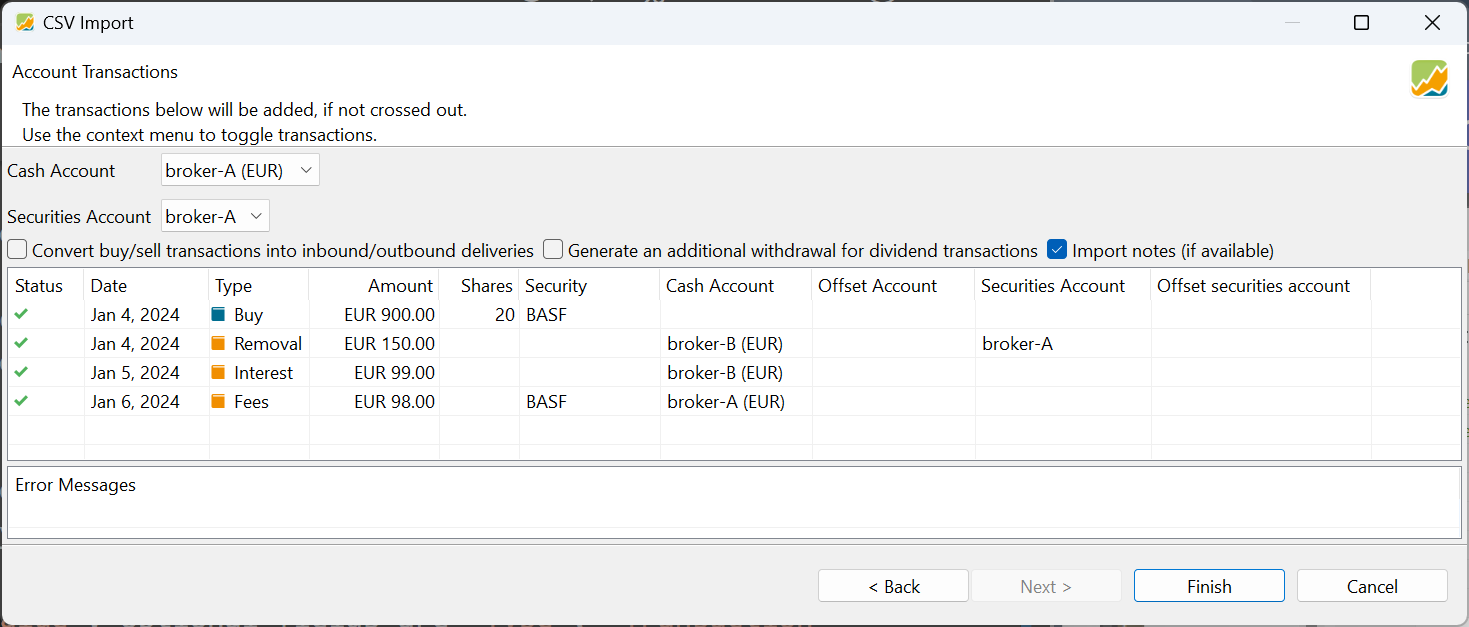 CSV Import
Account Transactions
The transactions below will be added, if not crossed out.
Use the context menu to toggle transactions.
Cash Account broker-A (EUR)
Securities Account broker-A
Convert buy/sell transactions into inbound/outbound deliveries Generate an additional withdrawal for dividend transactions Import notes (if available)
Status Date Type Amount Shares Security Cash Account Offset Account Securities Account Offset securities account
Jan 4, 2024 Buy EUR 900.00 20 BASF
Jan 4, 2024 Removal EUR 150.00 broker-B (EUR) broker-A
Jan 5, 2024 Interest EUR 99.00 broker-B (EUR)
Jan 6, 2024 Fees EUR 98.00 BASF broker-A (EUR)
Error Messages
< Back Next > Finish Cancel